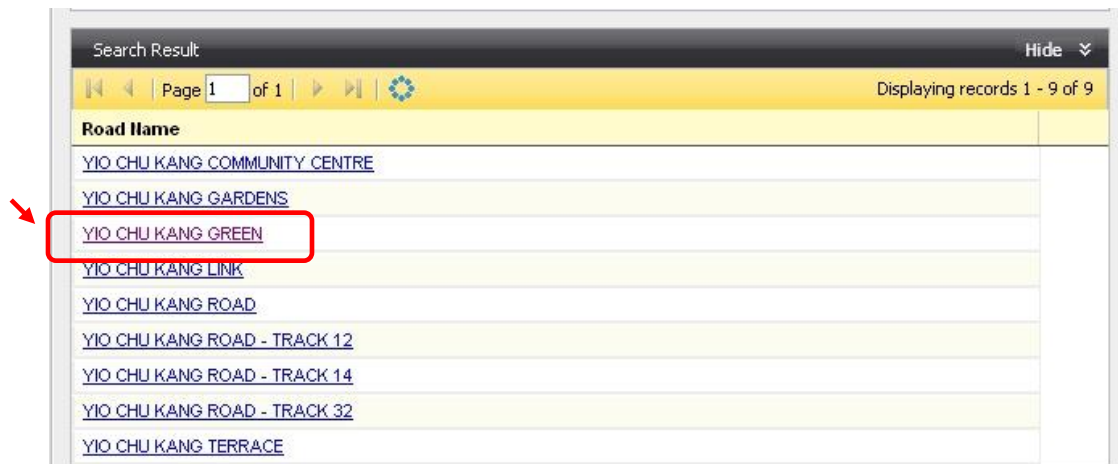 Search Result Hide
Page 1 of 1 Displaying records 1 - 9 of 9
Road Name
YIO CHU KANG COMMUNITY CENTRE
YIO CHU KANG GARDENS
YIO CHU KANG GREEN
YIO CHU KANG LINK
YIO CHU KANG ROAD
YIO CHU KANG ROAD - TRACK 12
YIO CHU KANG ROAD - TRACK 14
YIO CHU KANG ROAD - TRACK 32
YIO CHU KANG TERRACE